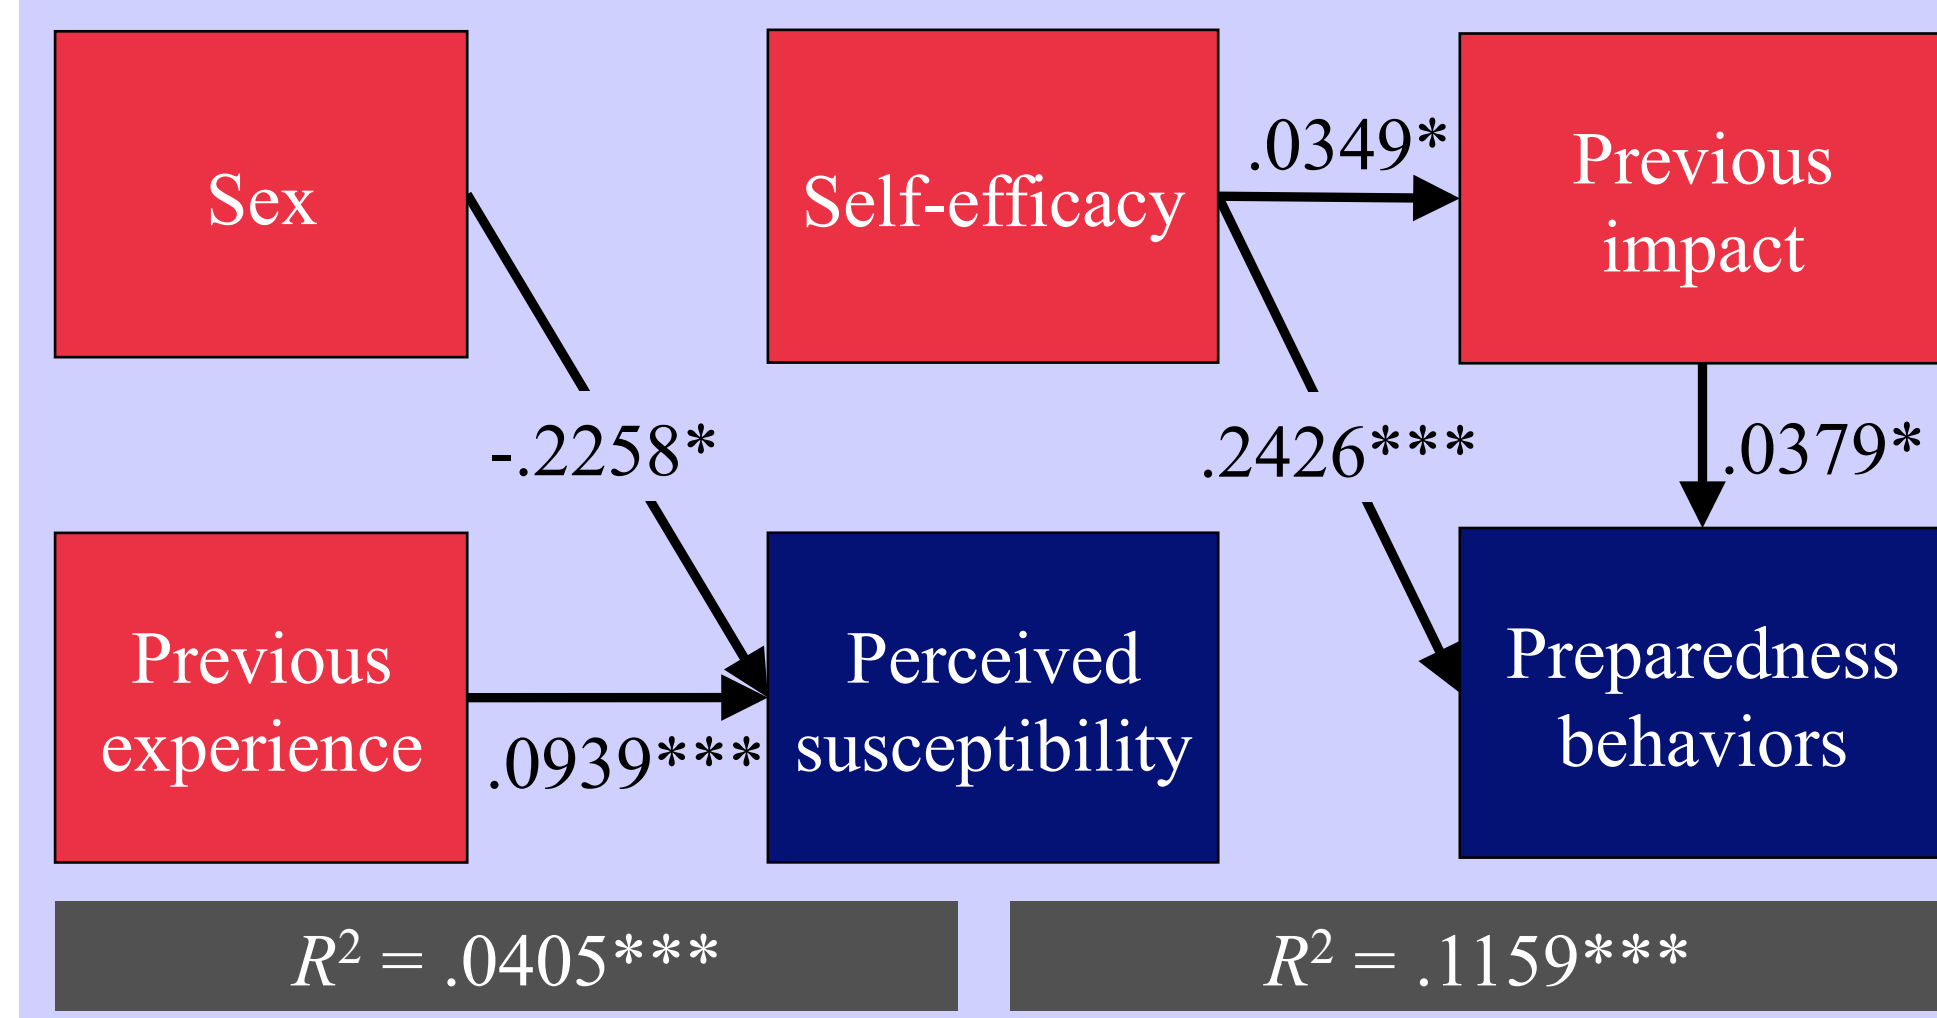 Sex
Self-efficacy
.0349*
Previous
impact
-.2258*
.2426***
.0379*
Previous
experience
.0939***
Perceived
susceptibility
Preparedness
behaviors
R² = .0405***
R² = .1159***